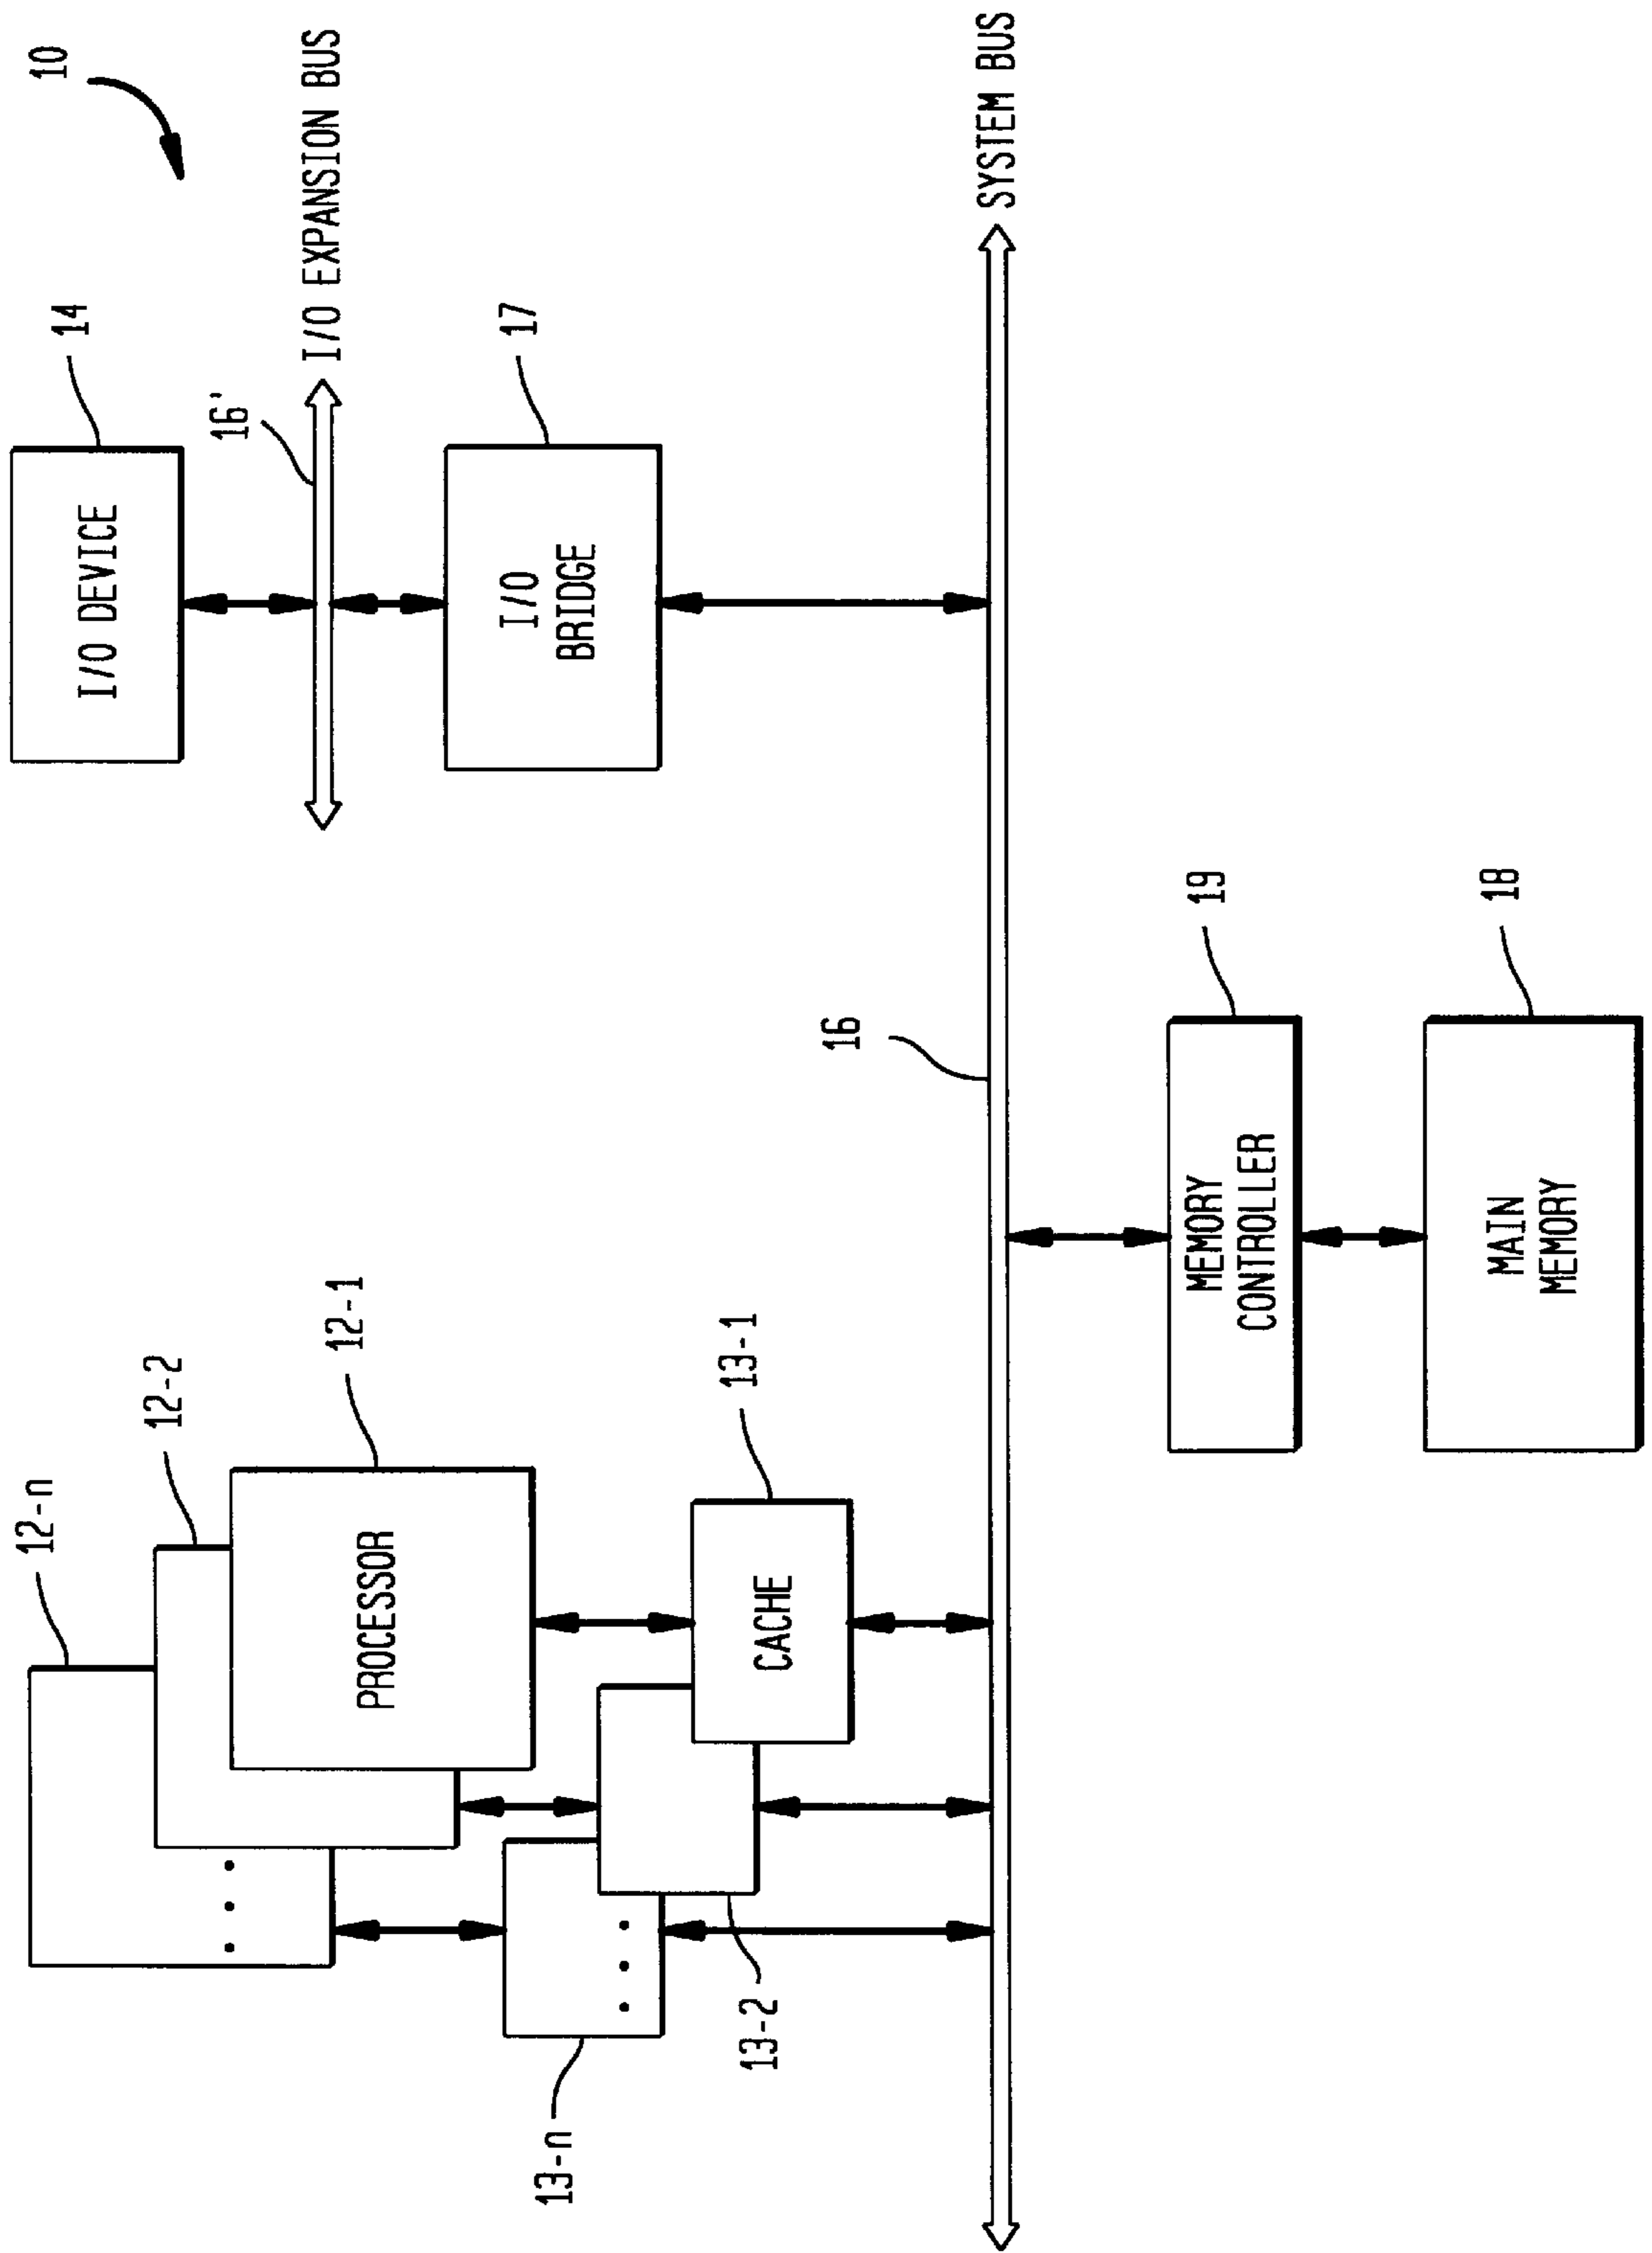 12-n
10
14
I/O DEVICE
12-2
16'
I/O EXPANSION BUS
12-1
PROCESSOR
17
I/O
BRIDGE
13-n
13-1
13-2
CACHE
16
SYSTEM BUS
19
MEMORY
CONTROLLER
18
MAIN
MEMORY